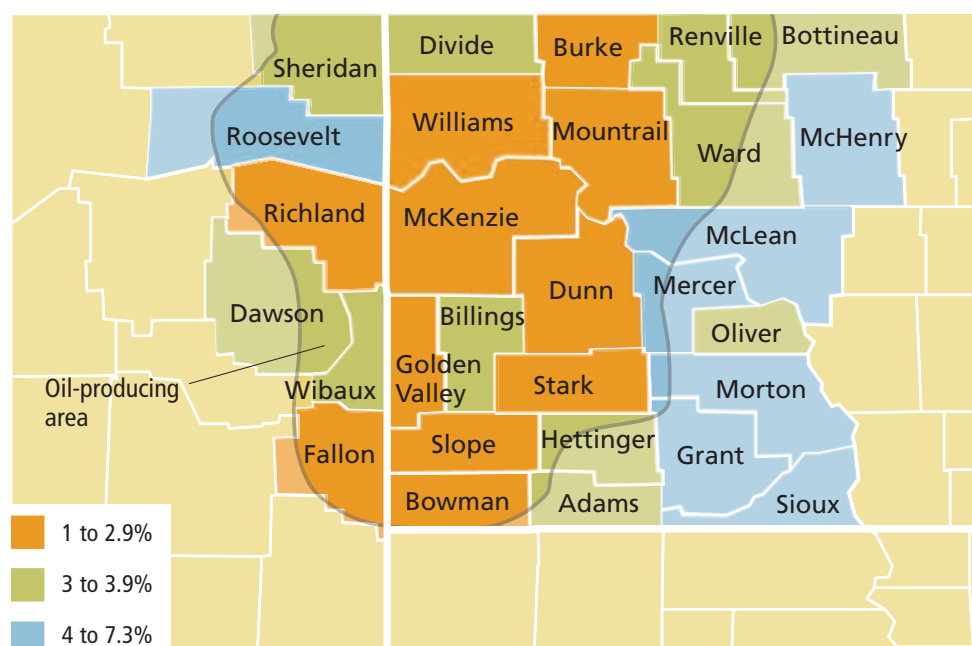 Divide
Burke
Renville
Bottineau
Sheridan
Williams
Mountrail
Roosevelt
Ward
McHenry
Richland
McKenzie
McLean
Dunn
Mercer
Dawson
Billings
Oliver
Oil-producing
area
Wibaux
Golden
Valley
Stark
Morton
Fallon
Slope
Hettinger
Grant
Bowman
Adams
Sioux
1 to 2.9%
3 to 3.9%
4 to 7.3%